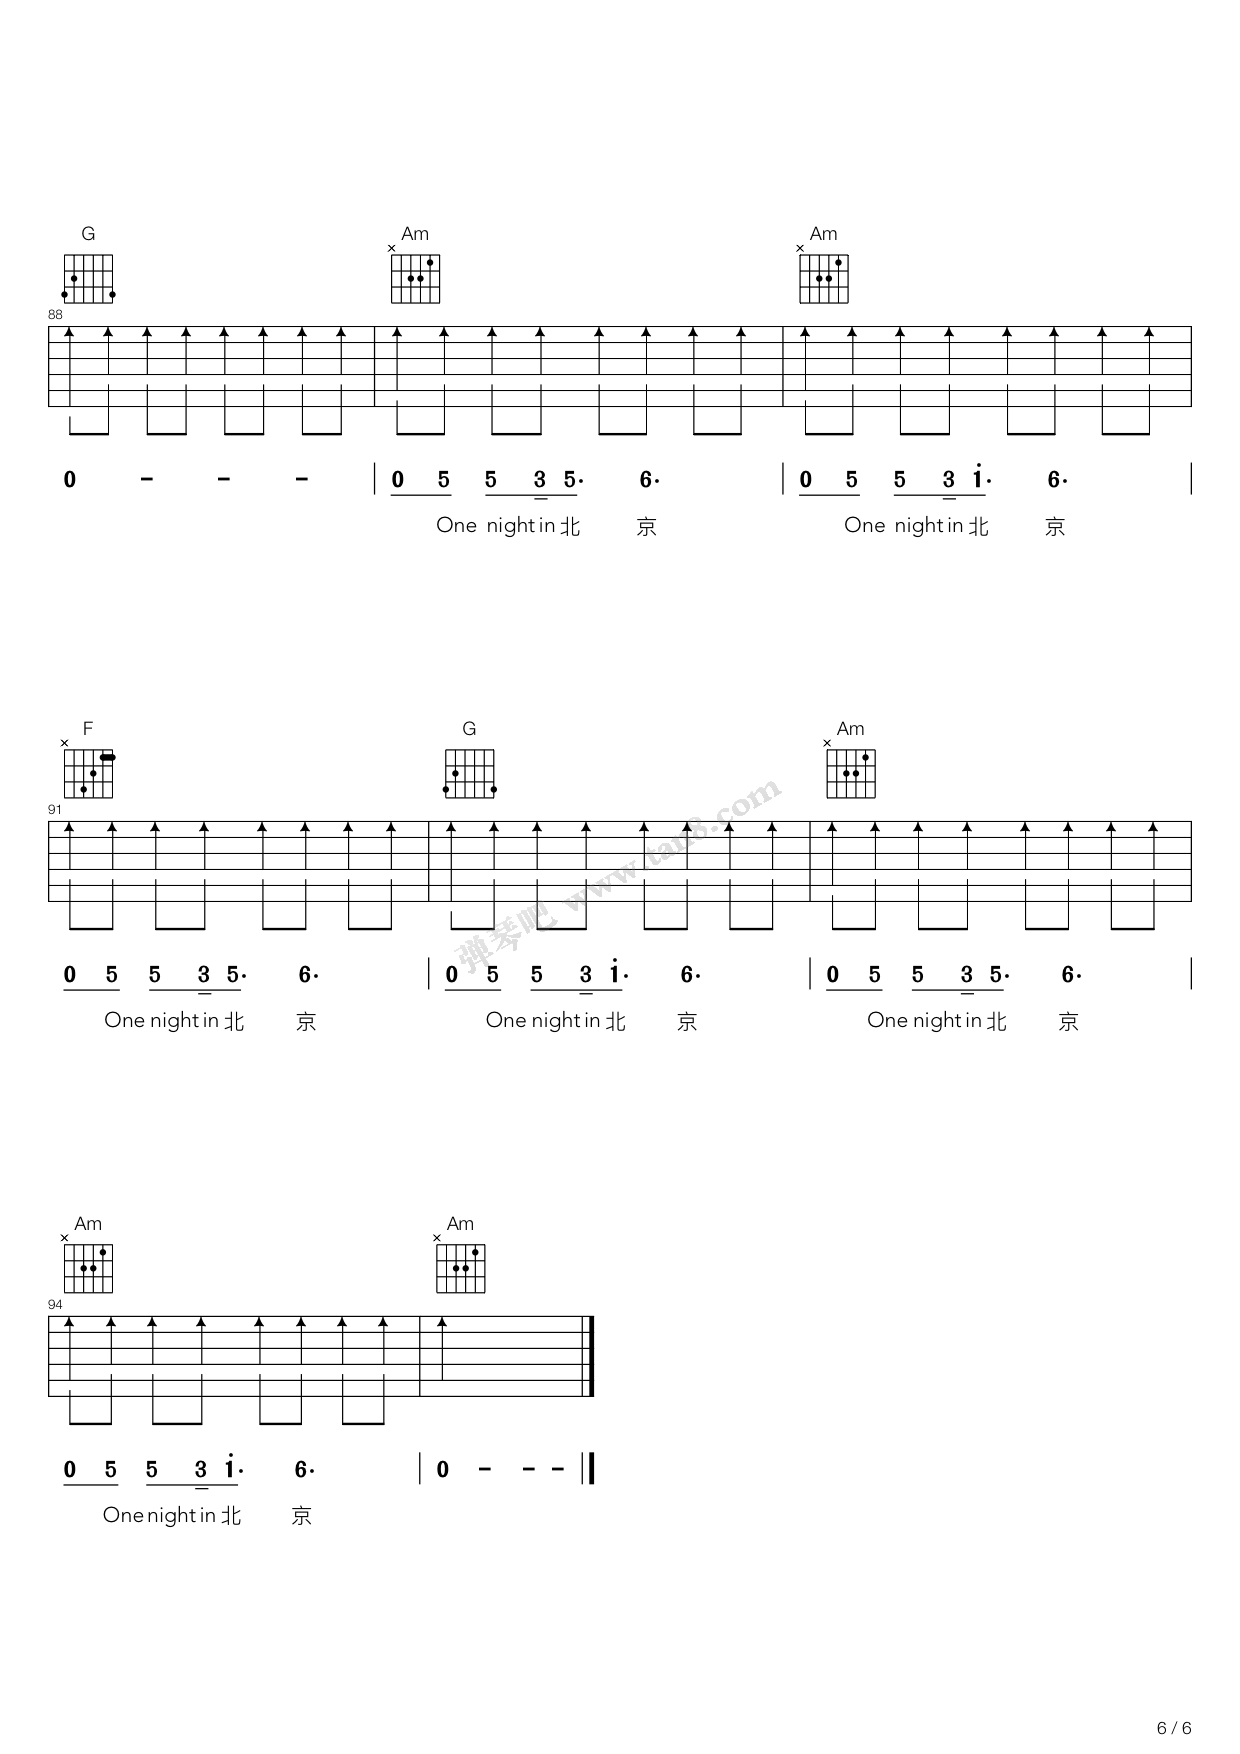 G Am Am
× ×
88
0 - - - 0 5 5 3 5· 6· 0 5 5 3 1̇· 6·
One night in 北 京 One night in 北 京
F G Am
× ×
91
0 5 5 3 5· 6· 0 5 5 3 1̇· 6· 0 5 5 3 5· 6·
One night in 北 京 One night in 北 京 One night in 北 京
弹琴吧 www.tan8.com
Am Am
× ×
94
0 5 5 3 1̇· 6· 0 - - -
One night in 北 京
6 / 6